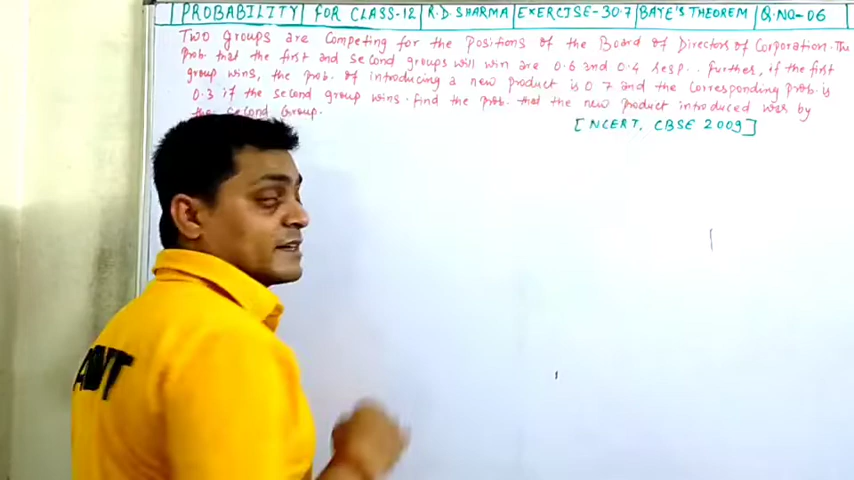 PROBABILITY | FOR CLASS-12 | R.D. SHARMA | EXERCISE-30.7 | BAYE'S THEOREM | Q.NO-06
Two groups are competing for the positions of the Board of Directors of Corporation. The
prob. that the first and second groups will win are 0.6 and 0.4 resp.. further, if the first
group wins, the prob. of introducing a new product is 0.7 and the corresponding prob. is
0.3 if the second group wins. find the prob. that the new product introduced was by
the second Group.
[NCERT, CBSE 2009]